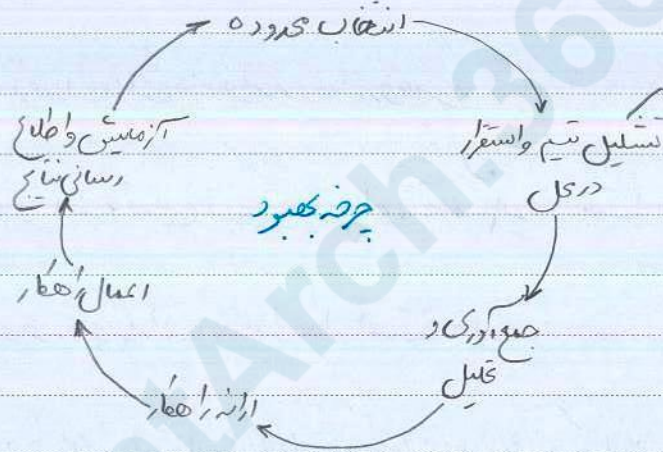 انتخاب محدوده
تشکیل تیم و استقرار
در محل
جمع آوری و
تحلیل
ارائه راهکار
اعمال راهکار
آزمایش و اطلاع
رسانی نتایج
چرخه بهبود